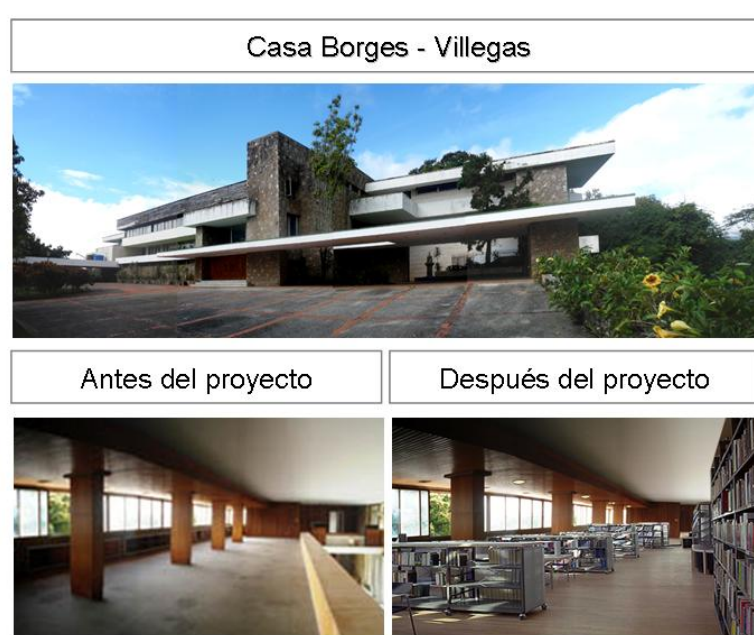 Casa Borges - Villegas
Antes del proyecto
Después del proyecto